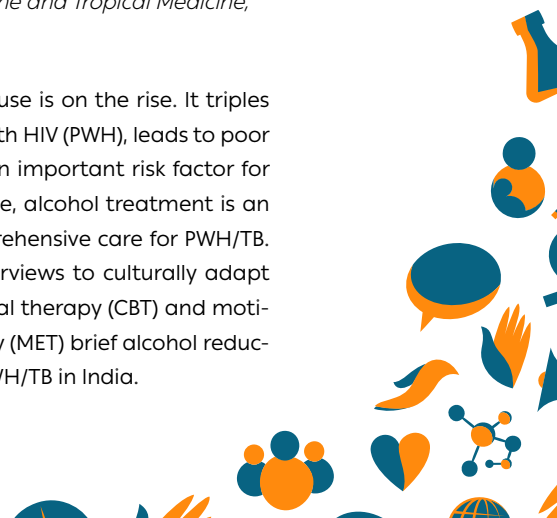 ne and Tropical Medicine,
use is on the rise. It triples
th HIV (PWH), leads to poor
n important risk factor for
e, alcohol treatment is an
rehensive care for PWH/TB.
rviews to culturally adapt
al therapy (CBT) and moti-
y (MET) brief alcohol reduc-
WH/TB in India.